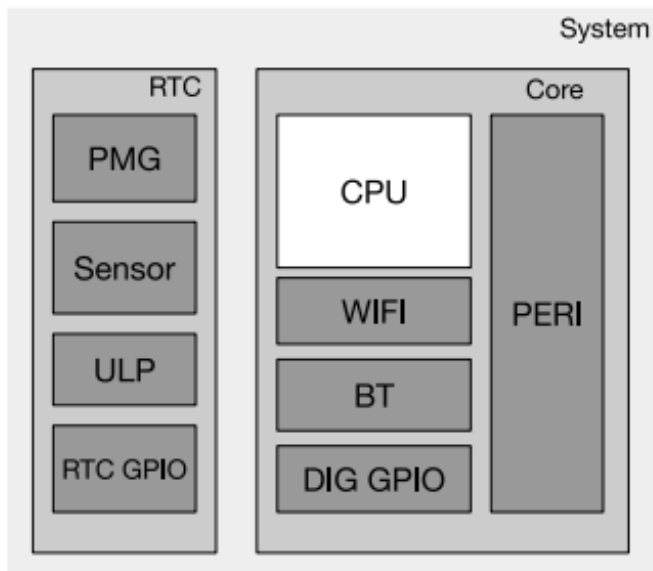 System
RTC
PMG
Sensor
ULP
RTC GPIO
Core
CPU
WIFI
BT
DIG GPIO
PERI